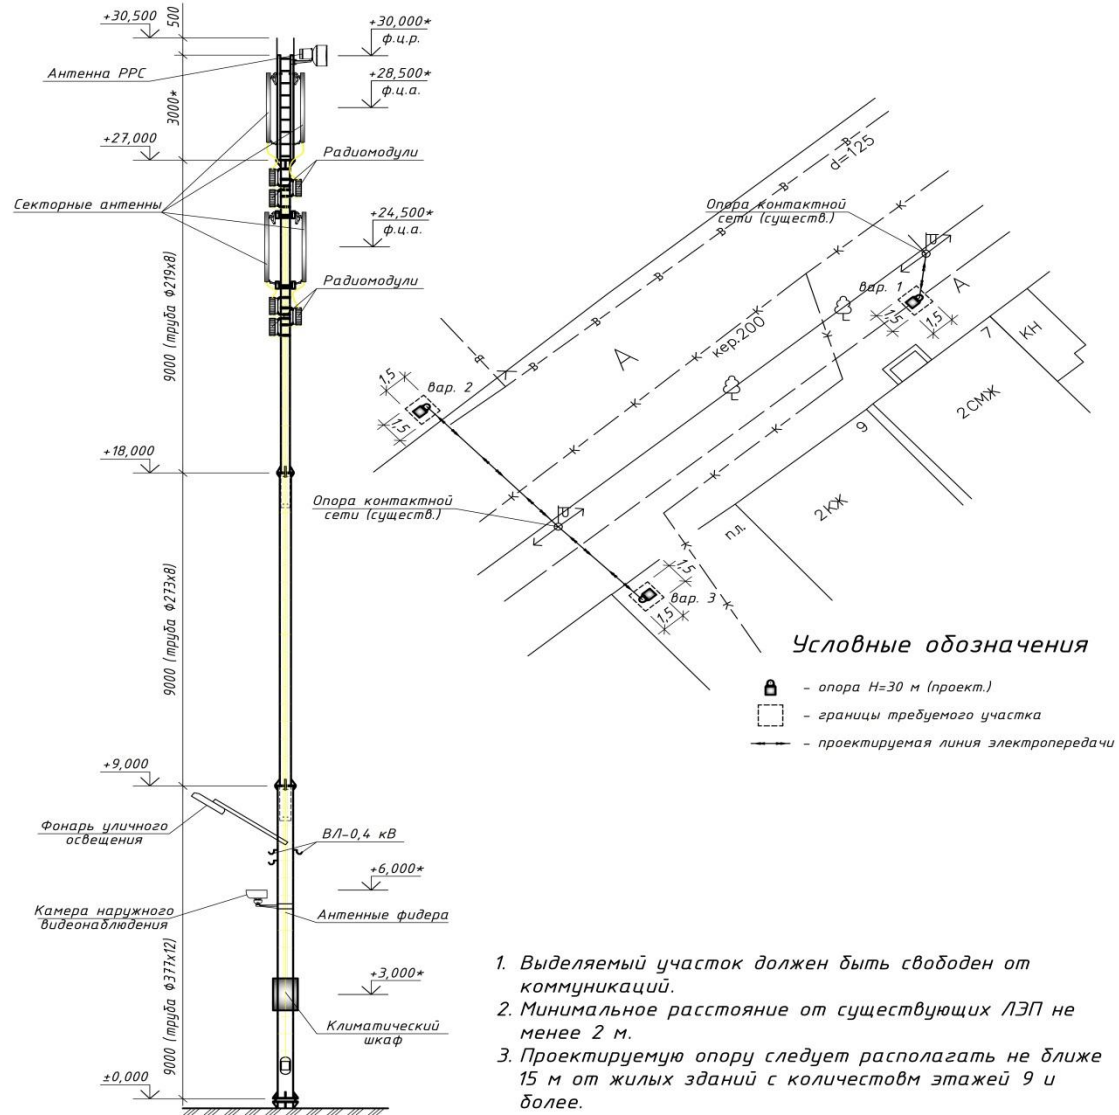 +30,500
500
+30,000*
ф.ц.р.
Антенна РРС
+28,500*
ф.ц.а.
3000*
+27,000
Радиомодули
Секторные антенны
+24,500*
ф.ц.а.
Радиомодули
9000 (труба ф219х8)
+18,000
9000 (труба ф273х8)
+9,000
Фонарь уличного
освещения
ВЛ-0,4 кВ
+6,000*
Камера наружного
видеонаблюдения
Антенные фидера
+3,000*
Климатический
шкаф
9000 (труба ф377х12)
±0,000
В
d=125
В
К
Опора контактной
сети (существ.)
В
К
вар. 1
А
1,5
1,5
В
К
кер.200
К
А
В
К
7
КН
В
К
2СМЖ
1,5
вар. 2
1,5
К
9
К
К
2КЖ
Опора контактной
сети (существ.)
К
пл.
К
1,5
вар. 3
1,5
К
Условные обозначения
- опора Н=30 м (проект.)
- границы требуемого участка
- проектируемая линия электропередачи
1. Выделяемый участок должен быть свободен от
коммуникаций.
2. Минимальное расстояние от существующих ЛЭП не
менее 2 м.
3. Проектируемую опору следует располагать не ближе
15 м от жилых зданий с количестовм этажей 9 и
более.